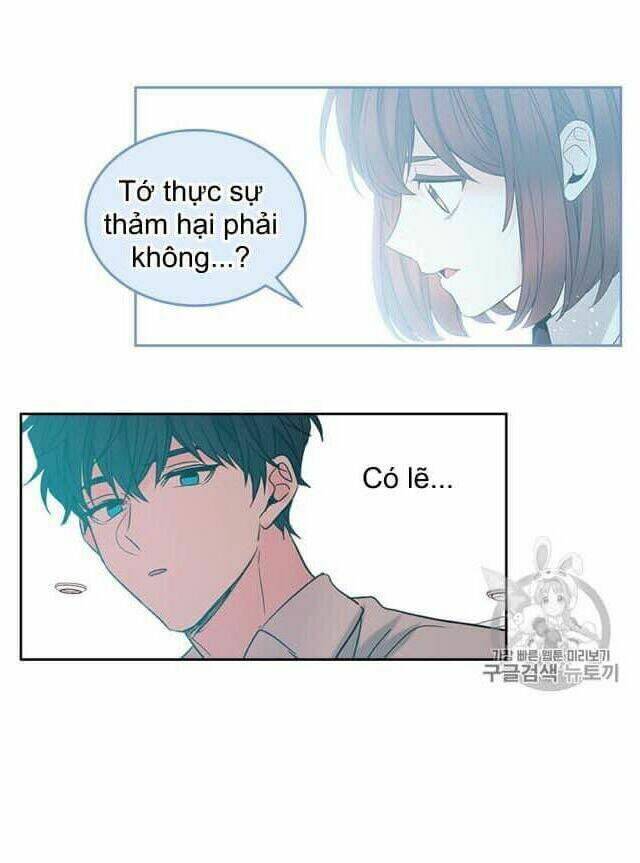 Tớ thực sự
thảm hại phải
không...?
Có lẽ...
가장 빠른 웹툰 미리보기
구글검색 뉴토끼